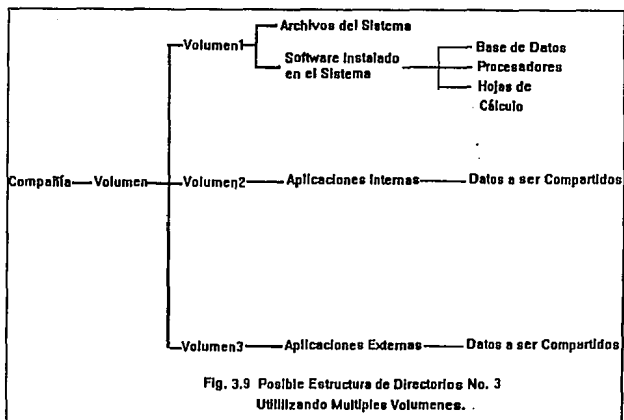 Archivos del Sistema
Volumen1
Software Instalado
en el Sistema
Base de Datos
Procesadores
Hojas de
Cálculo
Compañía
Volumen
Volumen2
Aplicaciones Internas
Datos a ser Compartidos
Volumen3
Aplicaciones Externas
Datos a ser Compartidos
Fig. 3.9 Posible Estructura de Directorios No. 3
Utililizando Multiples Volumenes.